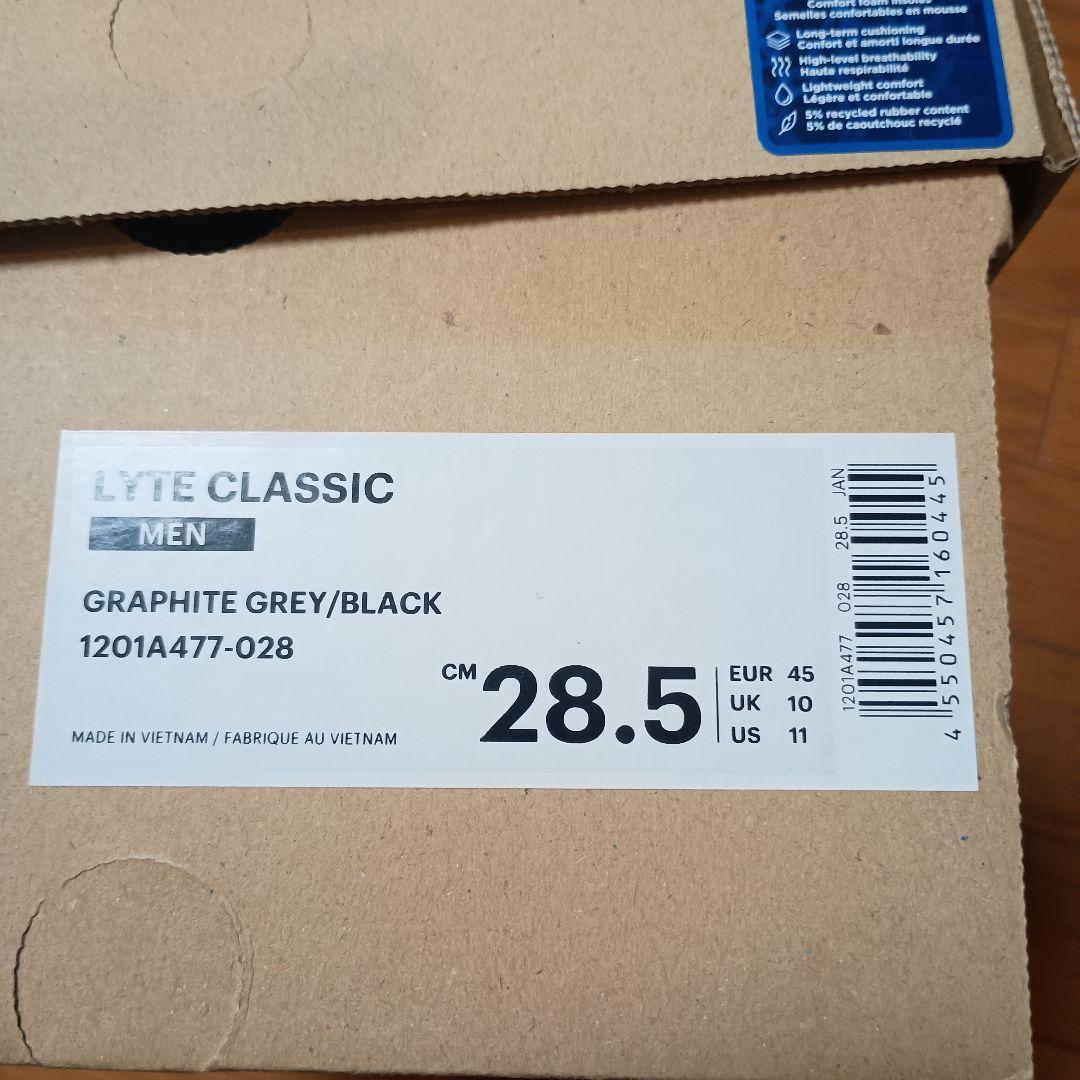 Comfort foam insoles
Semelles confortables en mousse
Long-term cushioning
Confort et amorti longue durée
High-level breathability
Haute respirabilité
Lightweight comfort
Légère et confortable
5% recycled rubber content
5% de caoutchouc recyclé
LYTE CLASSIC
MEN
GRAPHITE GREY/BLACK
1201A477-028
CM 28.5
EUR 45
UK 10
US 11
MADE IN VIETNAM / FABRIQUE AU VIETNAM
1201A477 028 28.5 JAN
4550457160445